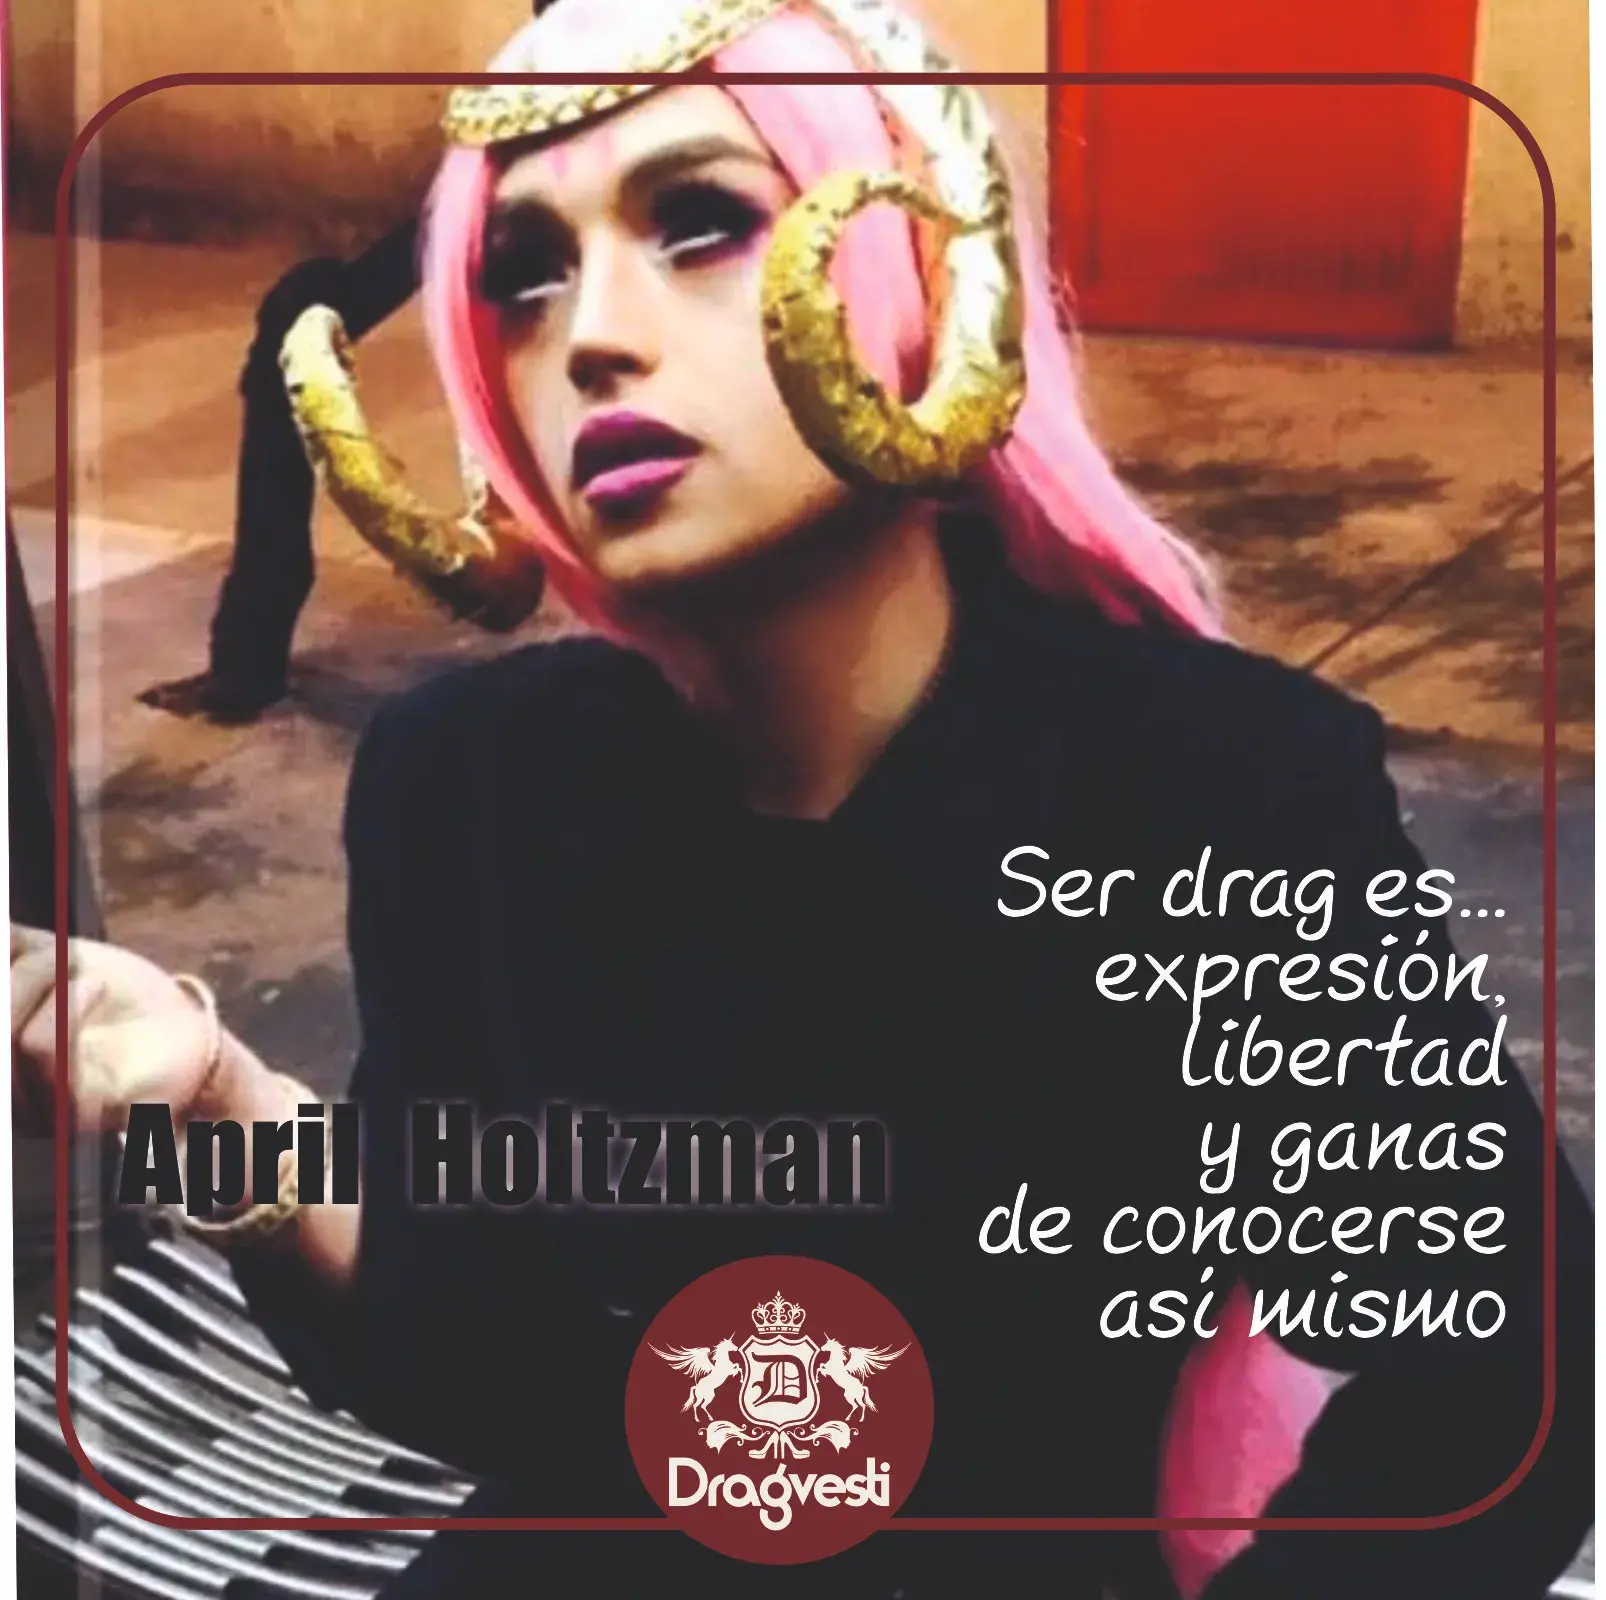 Ser drag es...
expresión,
libertad
y ganas
de conocerse
así mismo
April Holtzman
D
Dragvesti